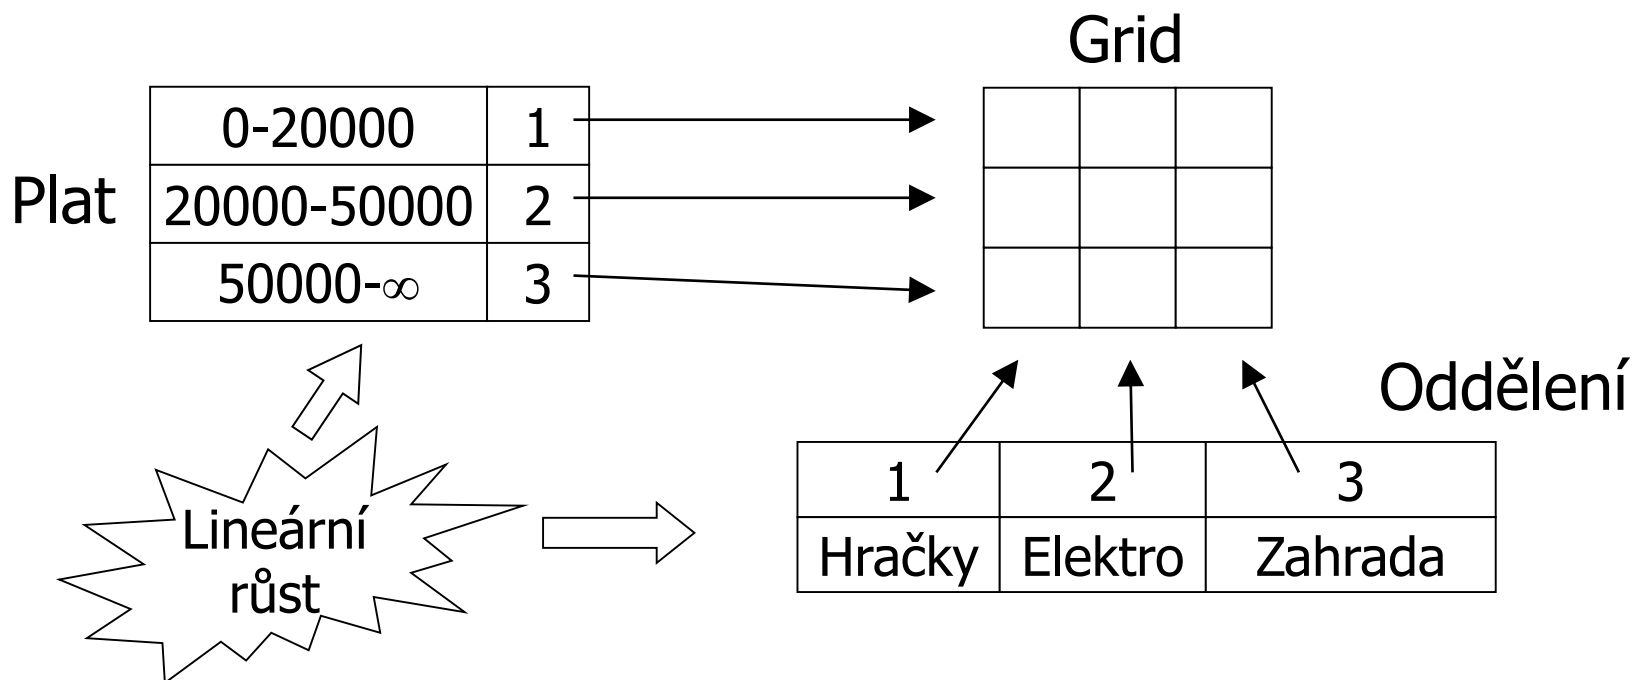 Grid
0-20000 1
Plat
20000-50000 2
50000-∞ 3
Oddělení
1 2 3
Hračky Elektro Zahrada
Lineární
růst